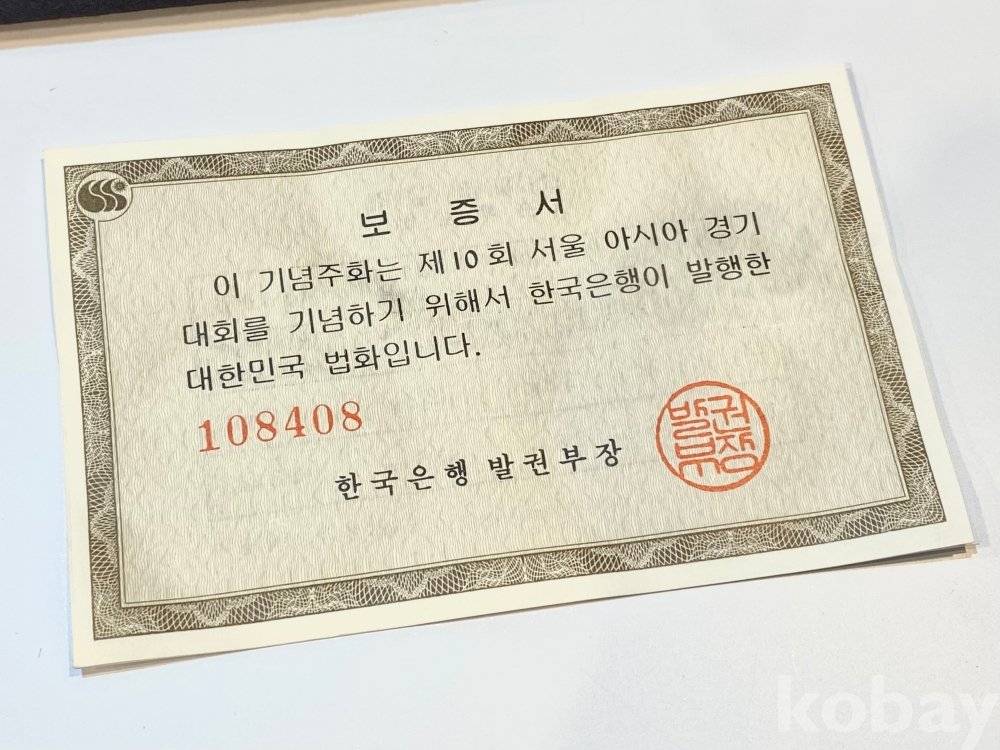 보 증 서
이 기념주화는 제10회 서울 아시아 경기
대회를 기념하기 위해서 한국은행이 발행한
대한민국 법화입니다.
108408
한국은행 발권부장
발권
부장
kobay